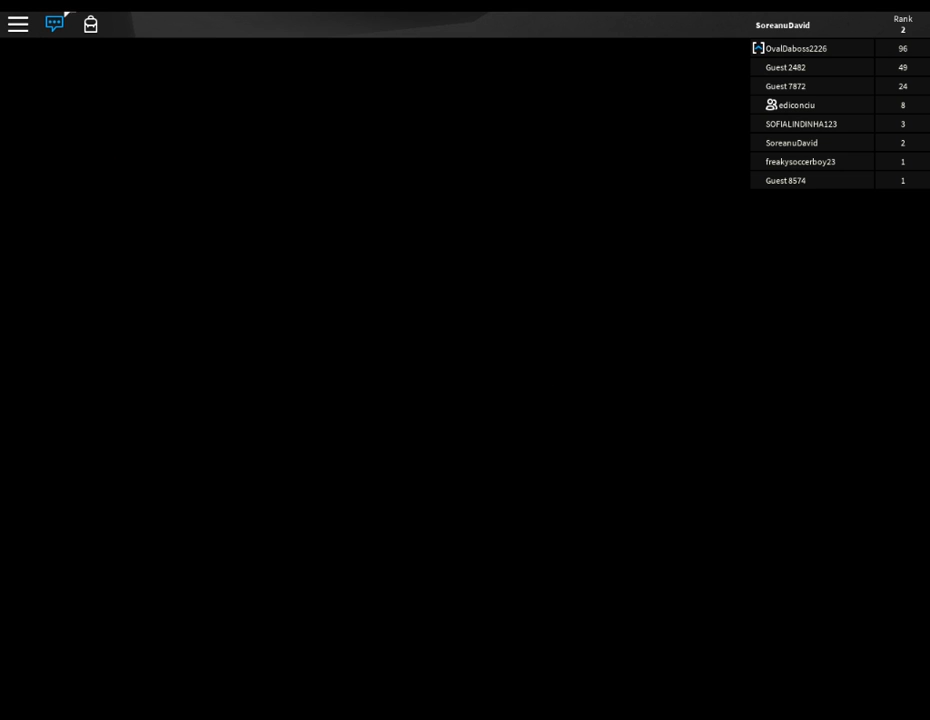 SoreanuDavid Rank
2
OvalDaboss2226 96
Guest 2482 49
Guest 7872 24
ediconciu 8
SOFIALINDINHA123 3
SoreanuDavid 2
freakysoccerboy23 1
Guest 8574 1